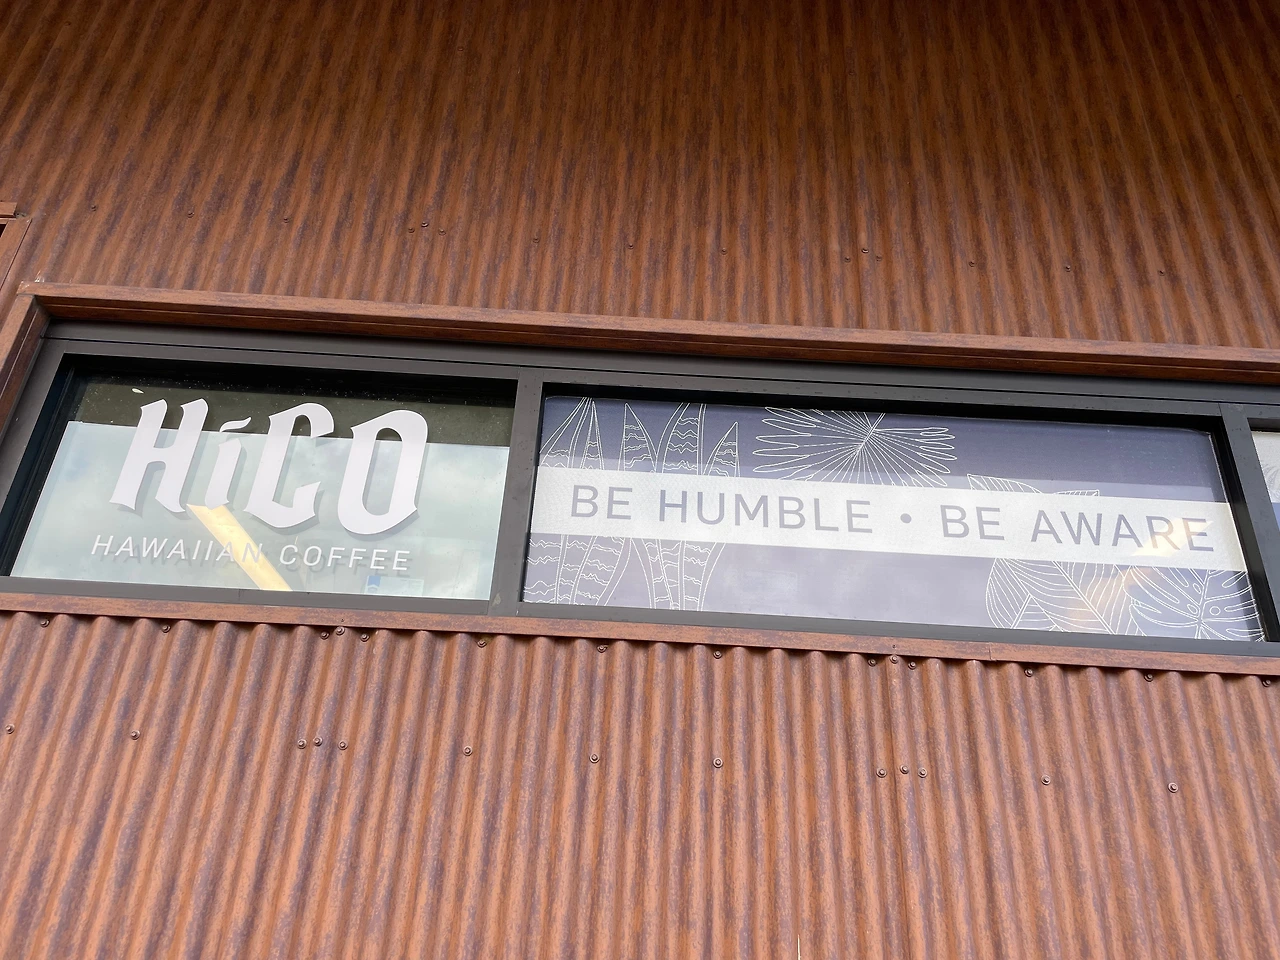 HiCO
HAWAIIAN COFFEE
BE HUMBLE • BE AWARE